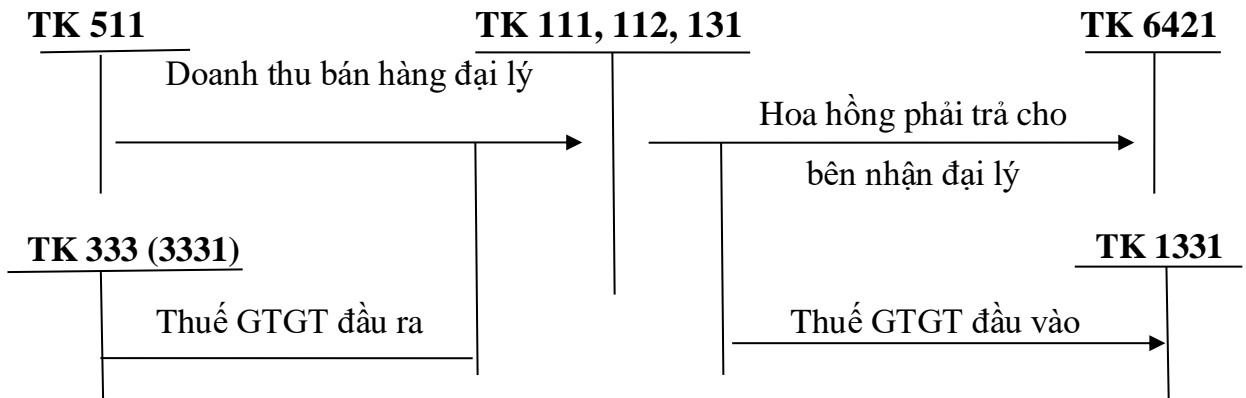 TK 511
TK 111, 112, 131
TK 6421
Doanh thu bán hàng đại lý
Hoa hồng phải trả cho
bên nhận đại lý
TK 333 (3331)
TK 1331
Thuế GTGT đầu ra
Thuế GTGT đầu vào